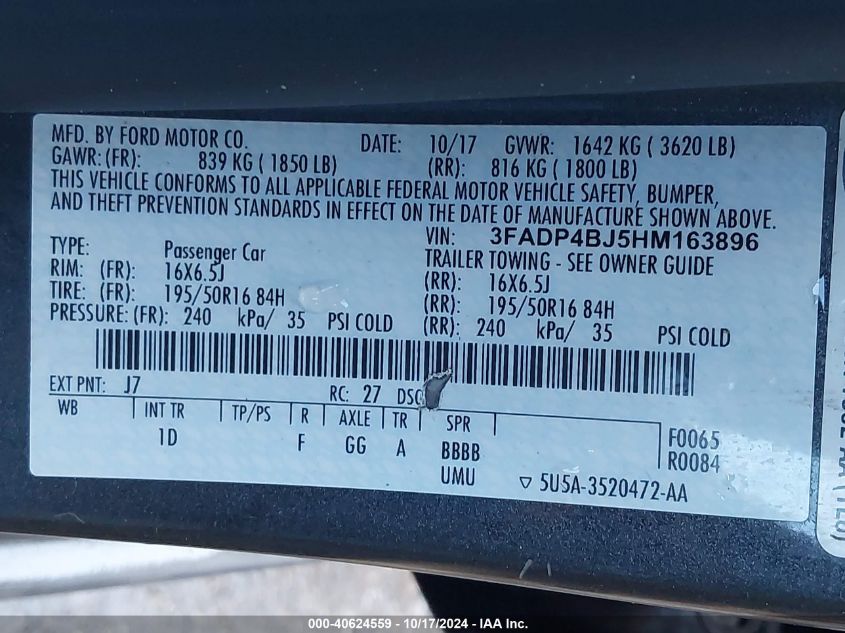 MFD. BY FORD MOTOR CO. DATE: 10/17 GVWR: 1642 KG ( 3620 LB)
GAWR: (FR): 839 KG ( 1850 LB) (RR): 816 KG ( 1800 LB)
THIS VEHICLE CONFORMS TO ALL APPLICABLE FEDERAL MOTOR VEHICLE SAFETY, BUMPER,
AND THEFT PREVENTION STANDARDS IN EFFECT ON THE DATE OF MANUFACTURE SHOWN ABOVE.
VIN: 3FADP4BJ5HM163896
TYPE: Passenger Car TRAILER TOWING - SEE OWNER GUIDE
RIM: (FR): 16X6.5J (RR): 16X6.5J
TIRE: (FR): 195/50R16 84H (RR): 195/50R16 84H
PRESSURE: (FR): 240 kPa/ 35 PSI COLD (RR): 240 kPa/ 35 PSI COLD
EXT PNT: J7 RC: 27 DSO
WB INT TR TP/PS R AXLE TR SPR
1D F GG A BBBB
UMU
F0065
R0084
5U5A-3520472-AA
000-40624559 - 10/17/2024 - IAA Inc.